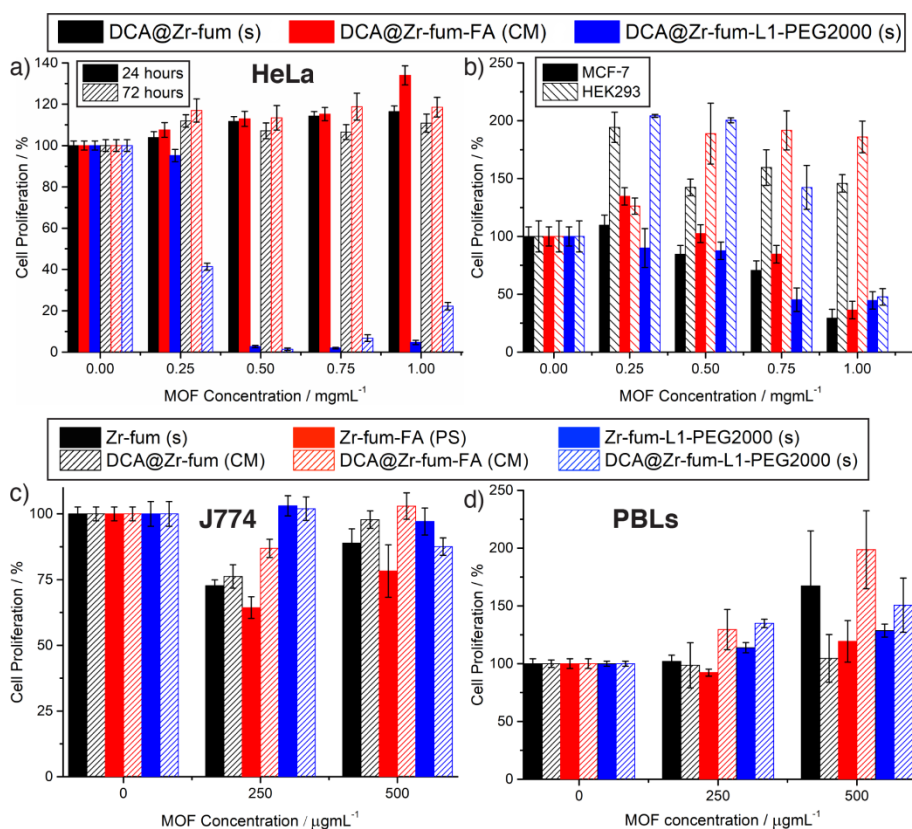 DCA@Zr-fum (s) DCA@Zr-fum-FA (CM) DCA@Zr-fum-L1-PEG2000 (s)
a)
HeLa
24 hours
72 hours
140
120
100
80
60
40
20
0
Cell Proliferation / %
0.00 0.25 0.50 0.75 1.00
MOF Concentration / mgmL⁻¹
b)
MCF-7
HEK293
200
150
100
50
0
Cell Proliferation / %
0.00 0.25 0.50 0.75 1.00
MOF Concentration / mgmL⁻¹
Zr-fum (s) Zr-fum-FA (PS) Zr-fum-L1-PEG2000 (s)
DCA@Zr-fum (CM) DCA@Zr-fum-FA (CM) DCA@Zr-fum-L1-PEG2000 (s)
c)
J774
100
75
50
25
0
Cell Proliferation / %
0 250 500
MOF Concentration / µgmL⁻¹
d)
PBLs
250
200
150
100
50
0
Cell Proliferation / %
0 250 500
MOF concentration / µgmL⁻¹